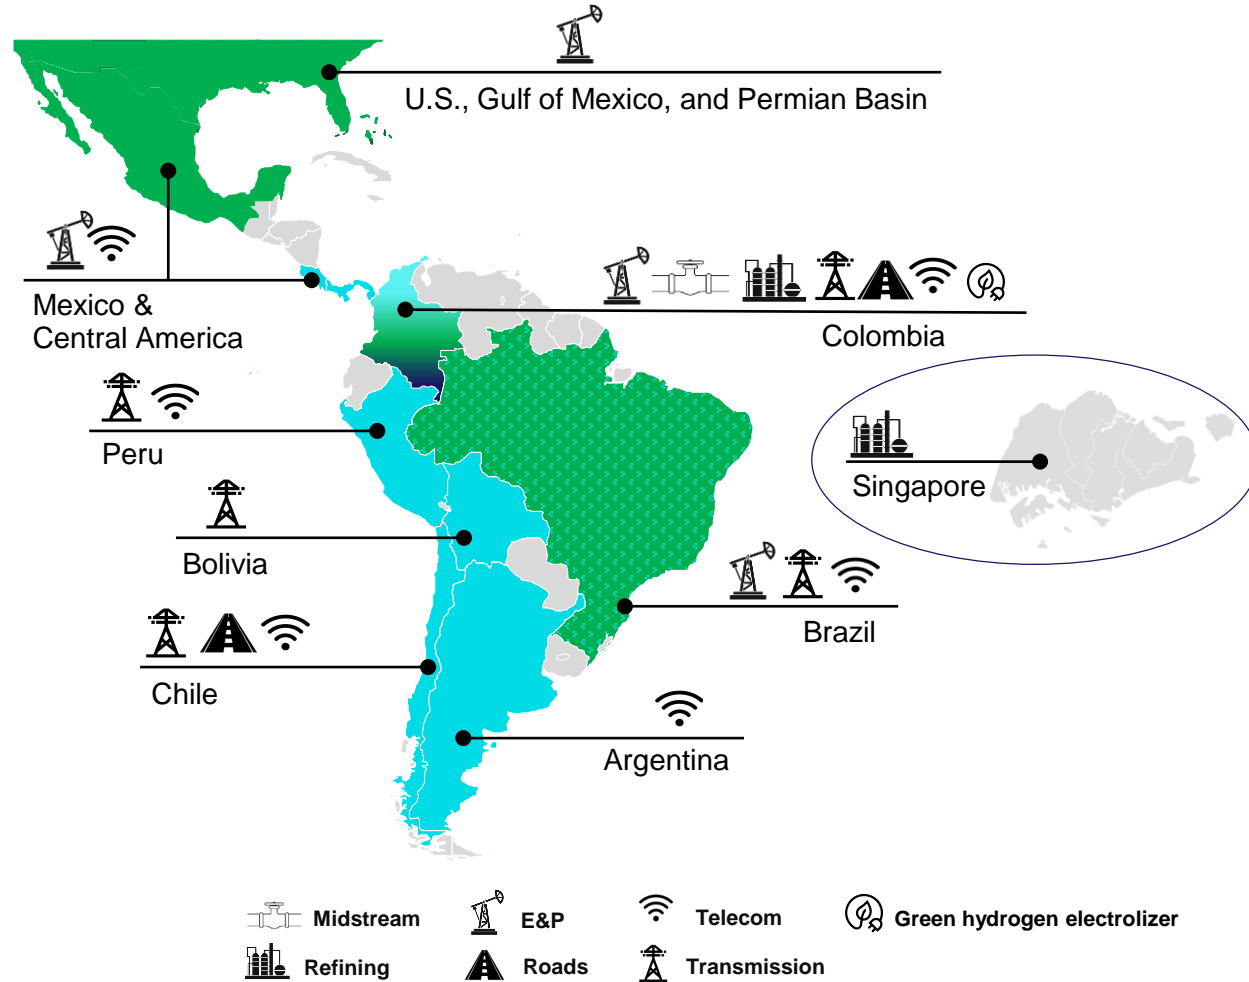 U.S., Gulf of Mexico, and Permian Basin
Mexico &
Central America
Colombia
Peru
Singapore
Bolivia
Brazil
Chile
Argentina
Midstream
E&P
Telecom
Green hydrogen electrolizer
Refining
Roads
Transmission